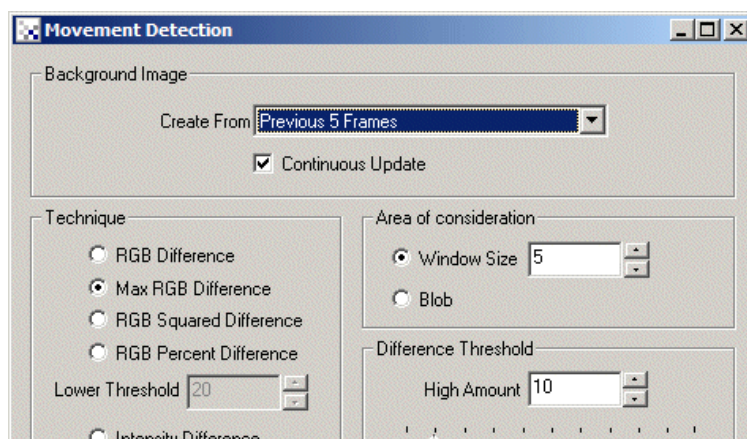 Movement Detection
Background Image
Create From Previous 5 Frames
Continuous Update
Technique
RGB Difference
Max RGB Difference
RGB Squared Difference
RGB Percent Difference
Lower Threshold 20
Intensity Difference
Area of consideration
Window Size 5
Blob
Difference Threshold
High Amount 10